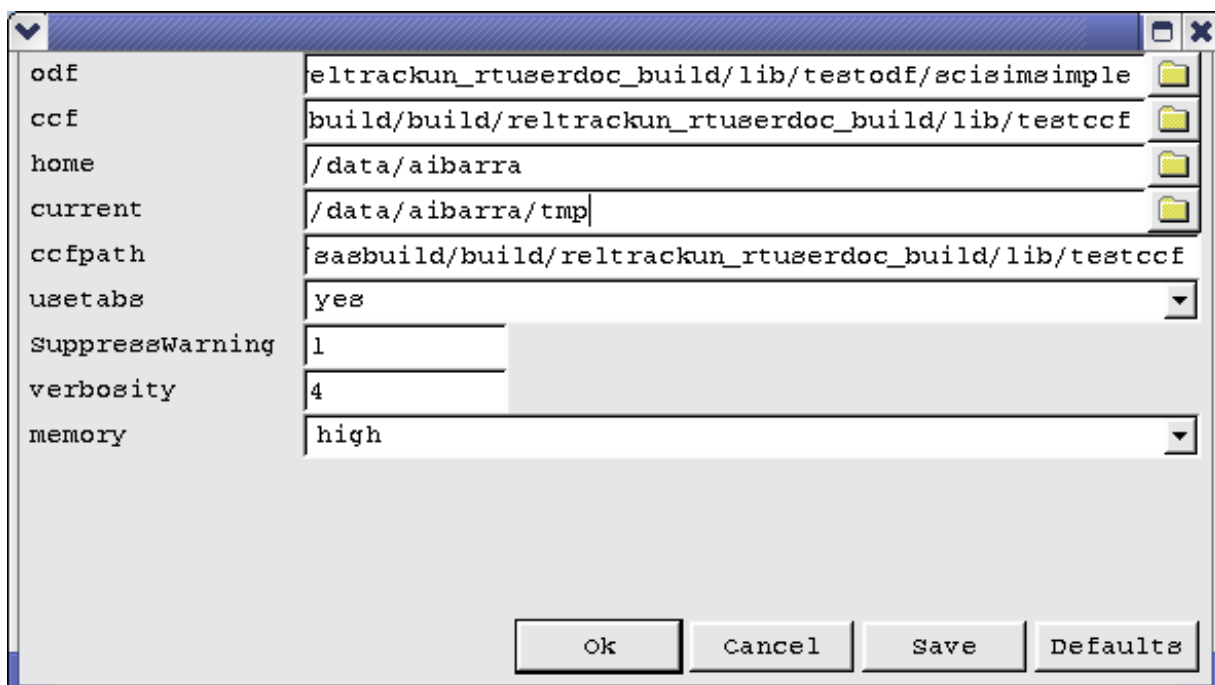 odf eltrackun_rtuserdoc_build/lib/testodf/scisimsimple
ccf build/build/reltrackun_rtuserdoc_build/lib/testccf
home /data/aibarra
current /data/aibarra/tmp
ccfpath sasbuild/build/reltrackun_rtuserdoc_build/lib/testccf
usetabs yes
SuppressWarning 1
verbosity 4
memory high
Ok Cancel Save Defaults